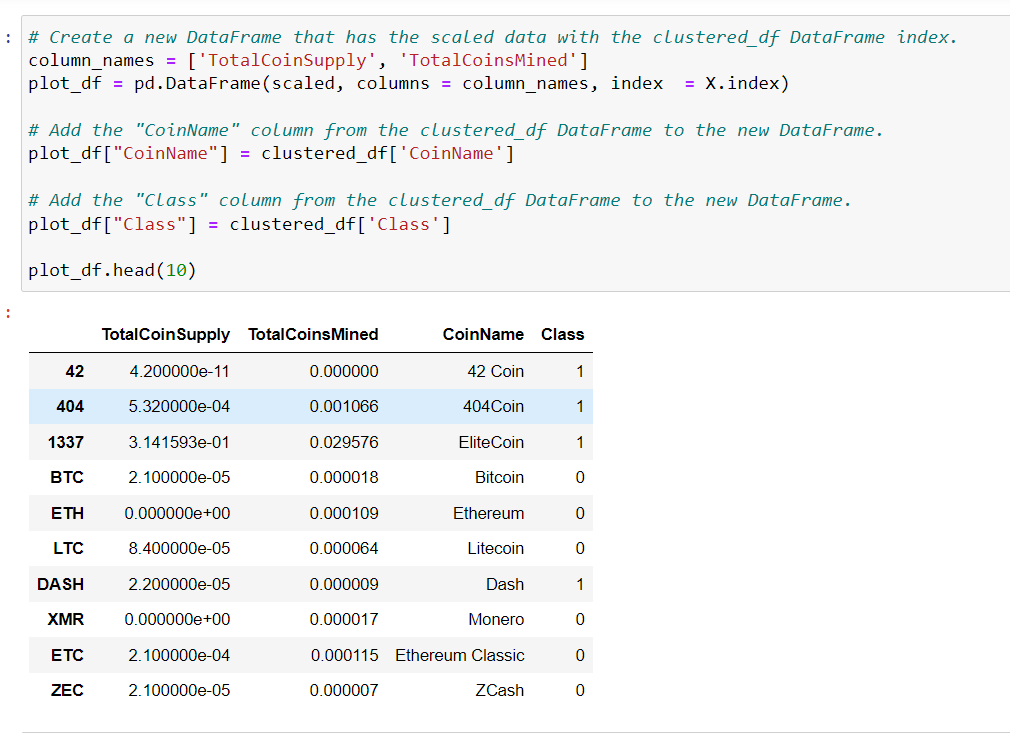 : # Create a new DataFrame that has the scaled data with the clustered_df DataFrame index.
column_names = ['TotalCoinSupply', 'TotalCoinsMined']
plot_df = pd.DataFrame(scaled, columns = column_names, index  = X.index)
# Add the "CoinName" column from the clustered_df DataFrame to the new DataFrame.
plot_df["CoinName"] = clustered_df['CoinName']
# Add the "Class" column from the clustered_df DataFrame to the new DataFrame.
plot_df["Class"] = clustered_df['Class']
plot_df.head(10)
:
TotalCoinSupply TotalCoinsMined CoinName Class
42 4.200000e-11 0.000000 42 Coin 1
404 5.320000e-04 0.001066 404Coin 1
1337 3.141593e-01 0.029576 EliteCoin 1
BTC 2.100000e-05 0.000018 Bitcoin 0
ETH 0.000000e+00 0.000109 Ethereum 0
LTC 8.400000e-05 0.000064 Litecoin 0
DASH 2.200000e-05 0.000009 Dash 1
XMR 0.000000e+00 0.000017 Monero 0
ETC 2.100000e-04 0.000115 Ethereum Classic 0
ZEC 2.100000e-05 0.000007 ZCash 0